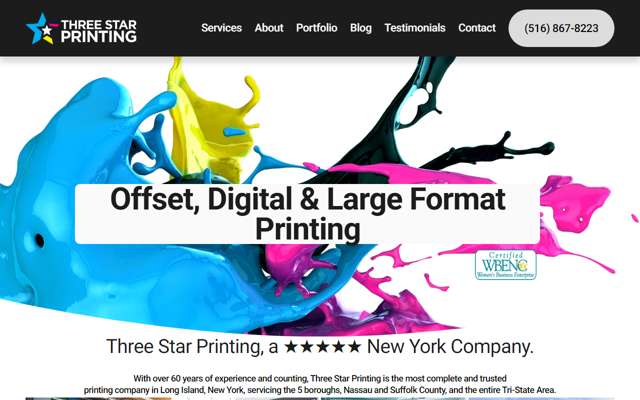 THREE STAR
PRINTING
Services About Portfolio Blog Testimonials Contact (516) 867-8223
Offset, Digital & Large Format
Printing
Certified
WBENC
Women's Business Enterprise
Three Star Printing, a ★★★★★ New York Company.
With over 60 years of experience and counting, Three Star Printing is the most complete and trusted
printing company in Long Island, New York, servicing the 5 boroughs, Nassau and Suffolk County, and the entire Tri-State Area.